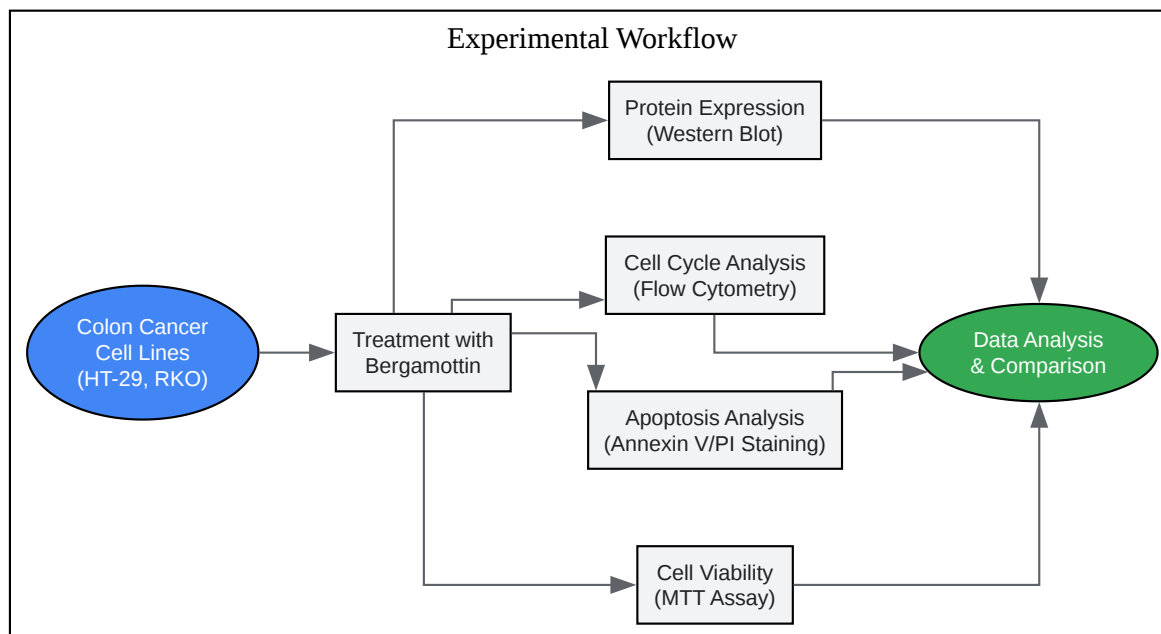 Experimental Workflow
Protein Expression
(Western Blot)
Cell Cycle Analysis
(Flow Cytometry)
Colon Cancer
Cell Lines
(HT-29, RKO)
Treatment with
Bergamottin
Data Analysis
& Comparison
Apoptosis Analysis
(Annexin V/PI Staining)
Cell Viability
(MTT Assay)